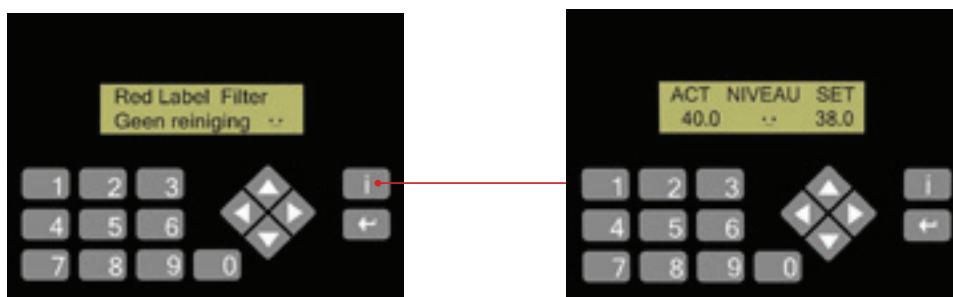 Red Label Filter
Geen reiniging
1 2 3 i
4 5 6
7 8 9 0
ACT NIVEAU SET
40.0 38.0
1 2 3 i
4 5 6
7 8 9 0